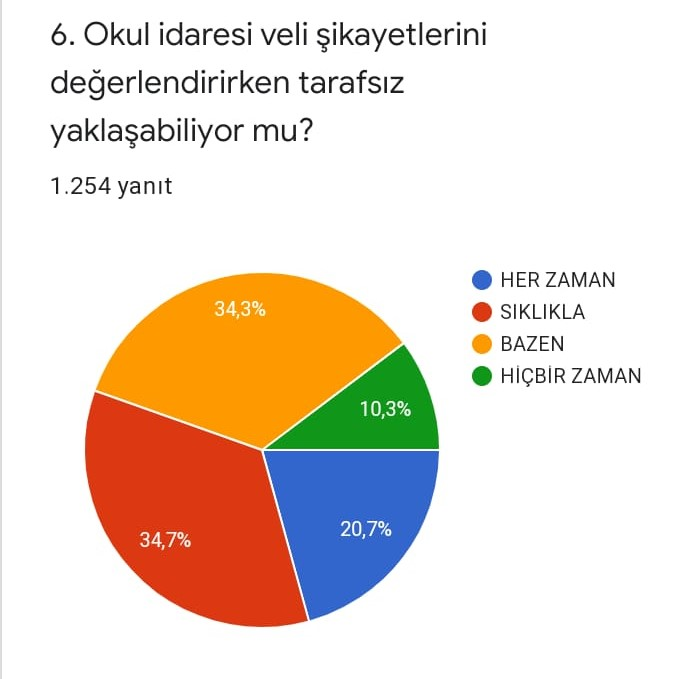 6. Okul idaresi veli şikayetlerini
değerlendirirken tarafsız
yaklaşabiliyor mu?
1.254 yanıt
34,3%
10,3%
20,7%
34,7%
HER ZAMAN
SIKLIKLA
BAZEN
HİÇBİR ZAMAN